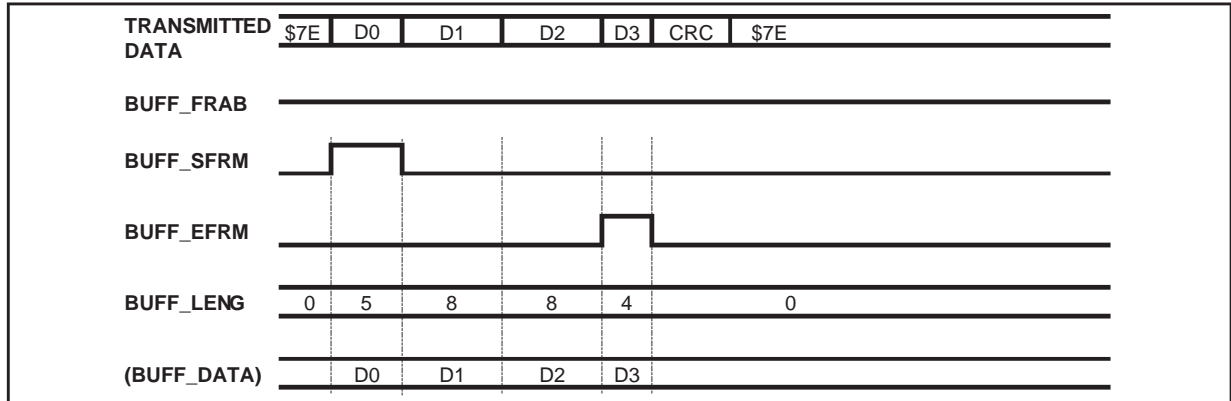 TRANSMITTED DATA $7E D0 D1 D2 D3 CRC $7E
BUFF_FRAB
BUFF_SFRM
BUFF_EFRM
BUFF_LENG 0 5 8 8 4 0
(BUFF_DATA) D0 D1 D2 D3